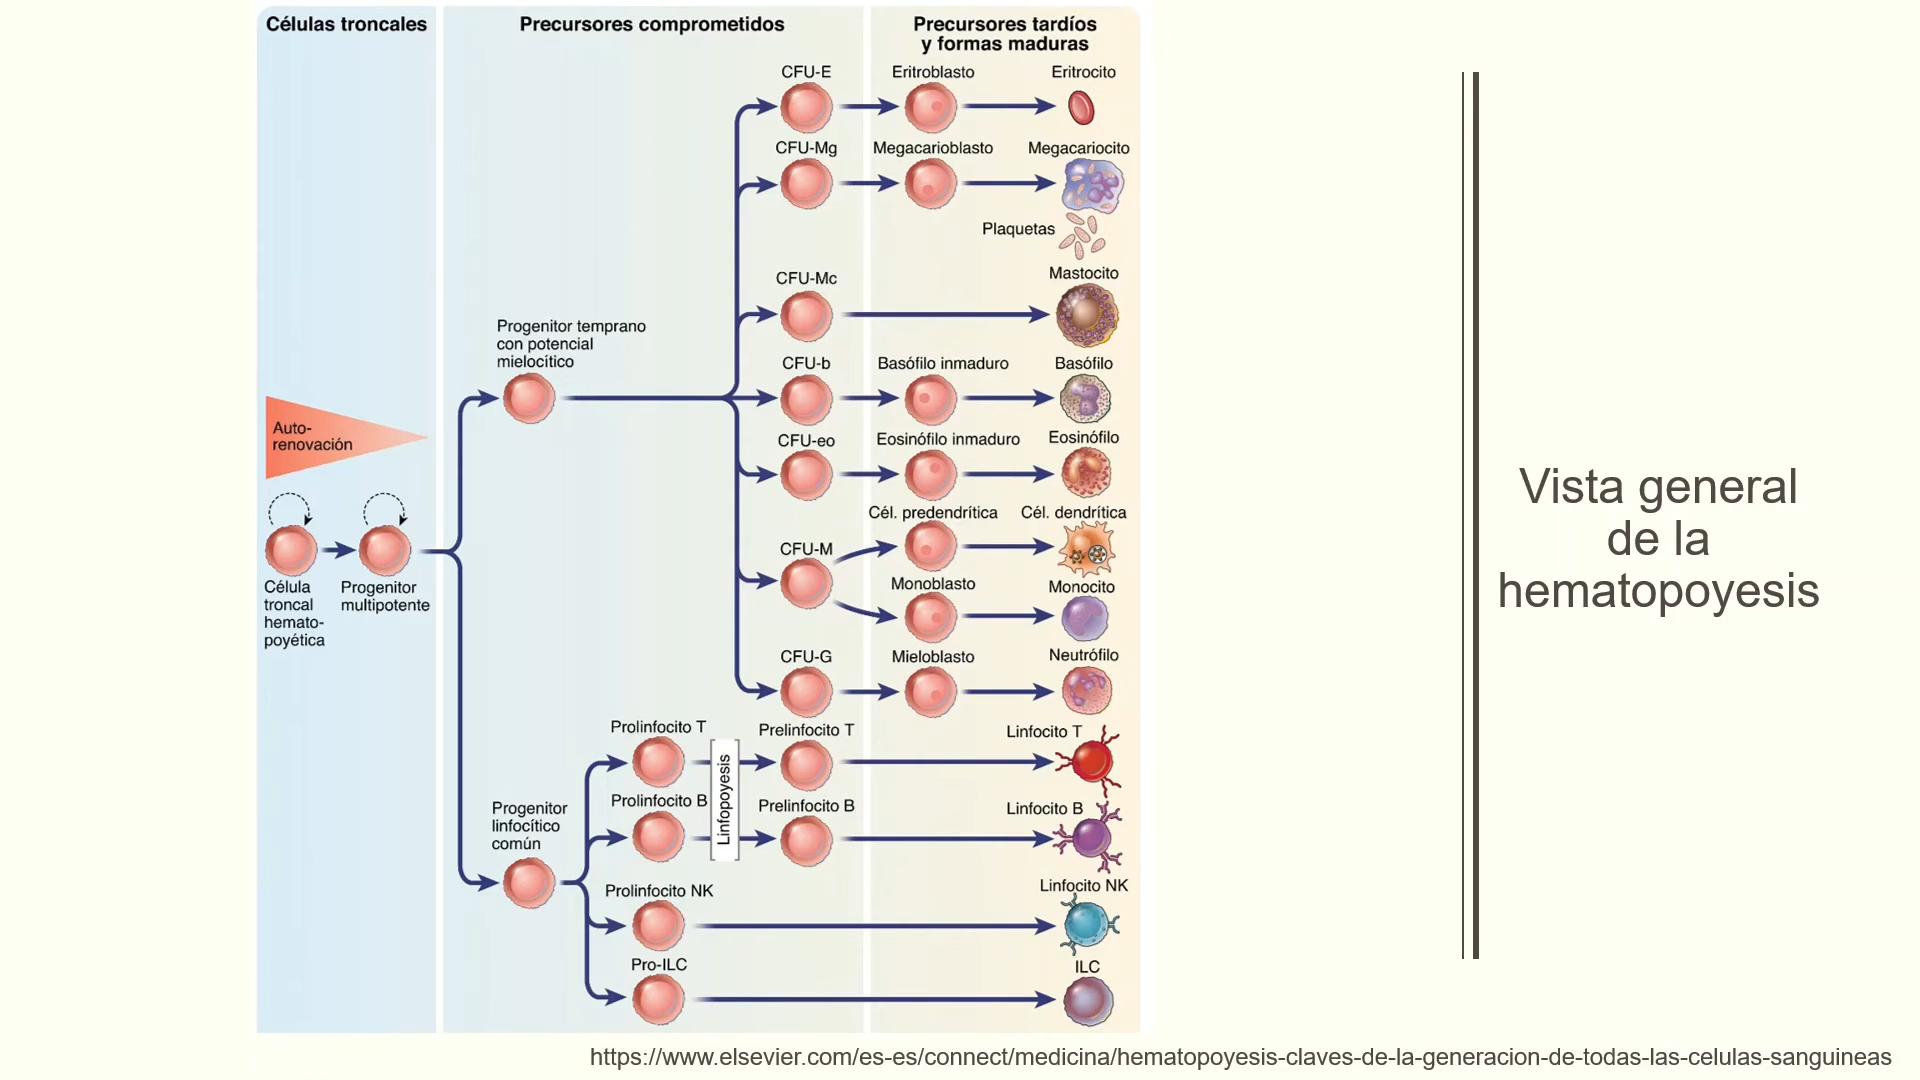 Células troncales
Precursores comprometidos
Precursores tardíos
y formas maduras
CFU-E
Eritroblasto
Eritrocito
CFU-Mg
Megacarioblasto
Megacariocito
Plaquetas
CFU-Mc
Mastocito
Progenitor temprano
con potencial
mielocítico
CFU-b
Basófilo inmaduro
Basófilo
Auto-
renovación
CFU-eo
Eosinófilo inmaduro
Eosinófilo
Cél. predendrítica
Cél. dendrítica
CFU-M
Monoblasto
Monocito
Célula
troncal
hemato-
poyética
Progenitor
multipotente
CFU-G
Mieloblasto
Neutrófilo
Prolinfocito T
Prelinfocito T
Linfocito T
Linfopoyesis
Progenitor
linfocítico
común
Prolinfocito B
Prelinfocito B
Linfocito B
Prolinfocito NK
Linfocito NK
Pro-ILC
ILC
Vista general
de la
hematopoyesis
https://www.elsevier.com/es-es/connect/medicina/hematopoyesis-claves-de-la-generacion-de-todas-las-celulas-sanguineas